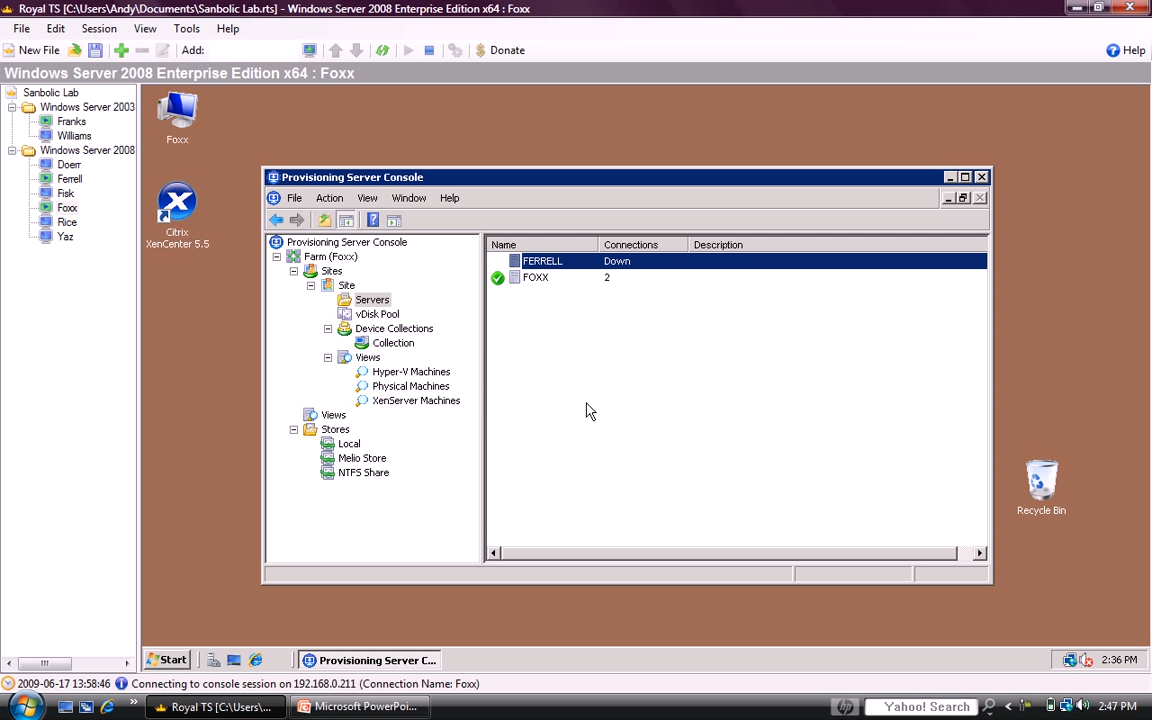 Royal TS [C:\Users\Andy\Documents\Sanbolic Lab.rts] - Windows Server 2008 Enterprise Edition x64 : Foxx
File Edit Session View Tools Help
New File Add: Donate Help
Windows Server 2008 Enterprise Edition x64 : Foxx
Sanbolic Lab
Windows Server 2003
Franks
Williams
Windows Server 2008
Doerr
Ferrell
Fisk
Foxx
Rice
Yaz
Foxx
Citrix
XenCenter 5.5
Provisioning Server Console
File Action View Window Help
Provisioning Server Console
Farm (Foxx)
Sites
Site
Servers
vDisk Pool
Device Collections
Collection
Views
Hyper-V Machines
Physical Machines
XenServer Machines
Views
Stores
Local
Melio Store
NTFS Share
Name Connections Description
FERRELL Down
FOXX 2
Recycle Bin
Start Provisioning Server C... 2:36 PM
2009-06-17 13:58:46 Connecting to console session on 192.168.0.211 (Connection Name: Foxx)
Royal TS [C:\Users\... Microsoft PowerPoi... hp Yahoo! Search 2:47 PM